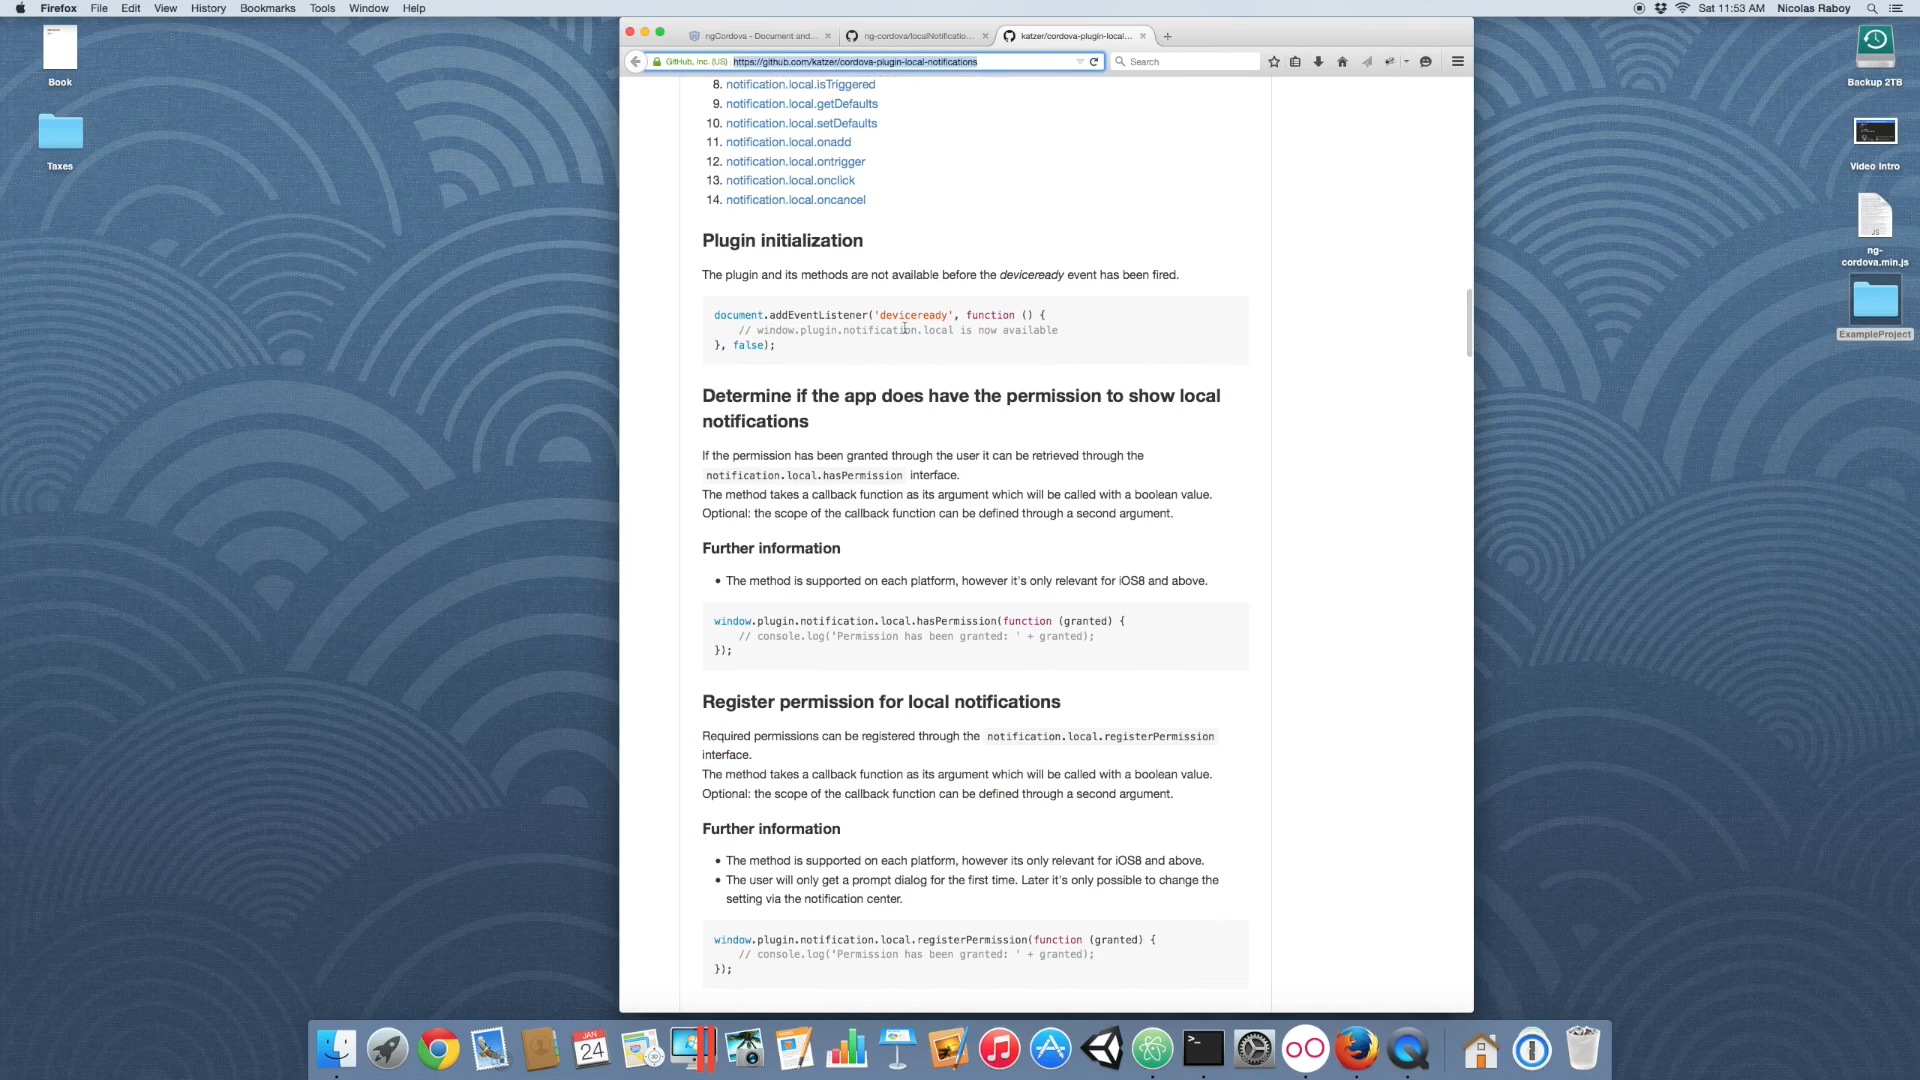 Firefox File Edit View History Bookmarks Tools Window Help
Sat 11:53 AM Nicolas Raboy
ngCordova - Document and...
ng-cordova/localNotificatio...
katzer/cordova-plugin-local...
GitHub, Inc. (US) https://github.com/katzer/cordova-plugin-local-notifications
Search
Book
Taxes
Backup 2TB
Video Intro
JS
ng-
cordova.min.js
ExampleProject
8. notification.local.isTriggered
9. notification.local.getDefaults
10. notification.local.setDefaults
11. notification.local.onadd
12. notification.local.ontrigger
13. notification.local.onclick
14. notification.local.oncancel
Plugin initialization
The plugin and its methods are not available before the deviceready event has been fired.
document.addEventListener('deviceready', function () {
// window.plugin.notification.local is now available
}, false);
Determine if the app does have the permission to show local
notifications
If the permission has been granted through the user it can be retrieved through the
notification.local.hasPermission interface.
The method takes a callback function as its argument which will be called with a boolean value.
Optional: the scope of the callback function can be defined through a second argument.
Further information
• The method is supported on each platform, however it's only relevant for iOS8 and above.
window.plugin.notification.local.hasPermission(function (granted) {
// console.log('Permission has been granted: ' + granted);
});
Register permission for local notifications
Required permissions can be registered through the notification.local.registerPermission
interface.
The method takes a callback function as its argument which will be called with a boolean value.
Optional: the scope of the callback function can be defined through a second argument.
Further information
• The method is supported on each platform, however its only relevant for iOS8 and above.
• The user will only get a prompt dialog for the first time. Later it's only possible to change the
setting via the notification center.
window.plugin.notification.local.registerPermission(function (granted) {
// console.log('Permission has been granted: ' + granted);
});
JAN
24